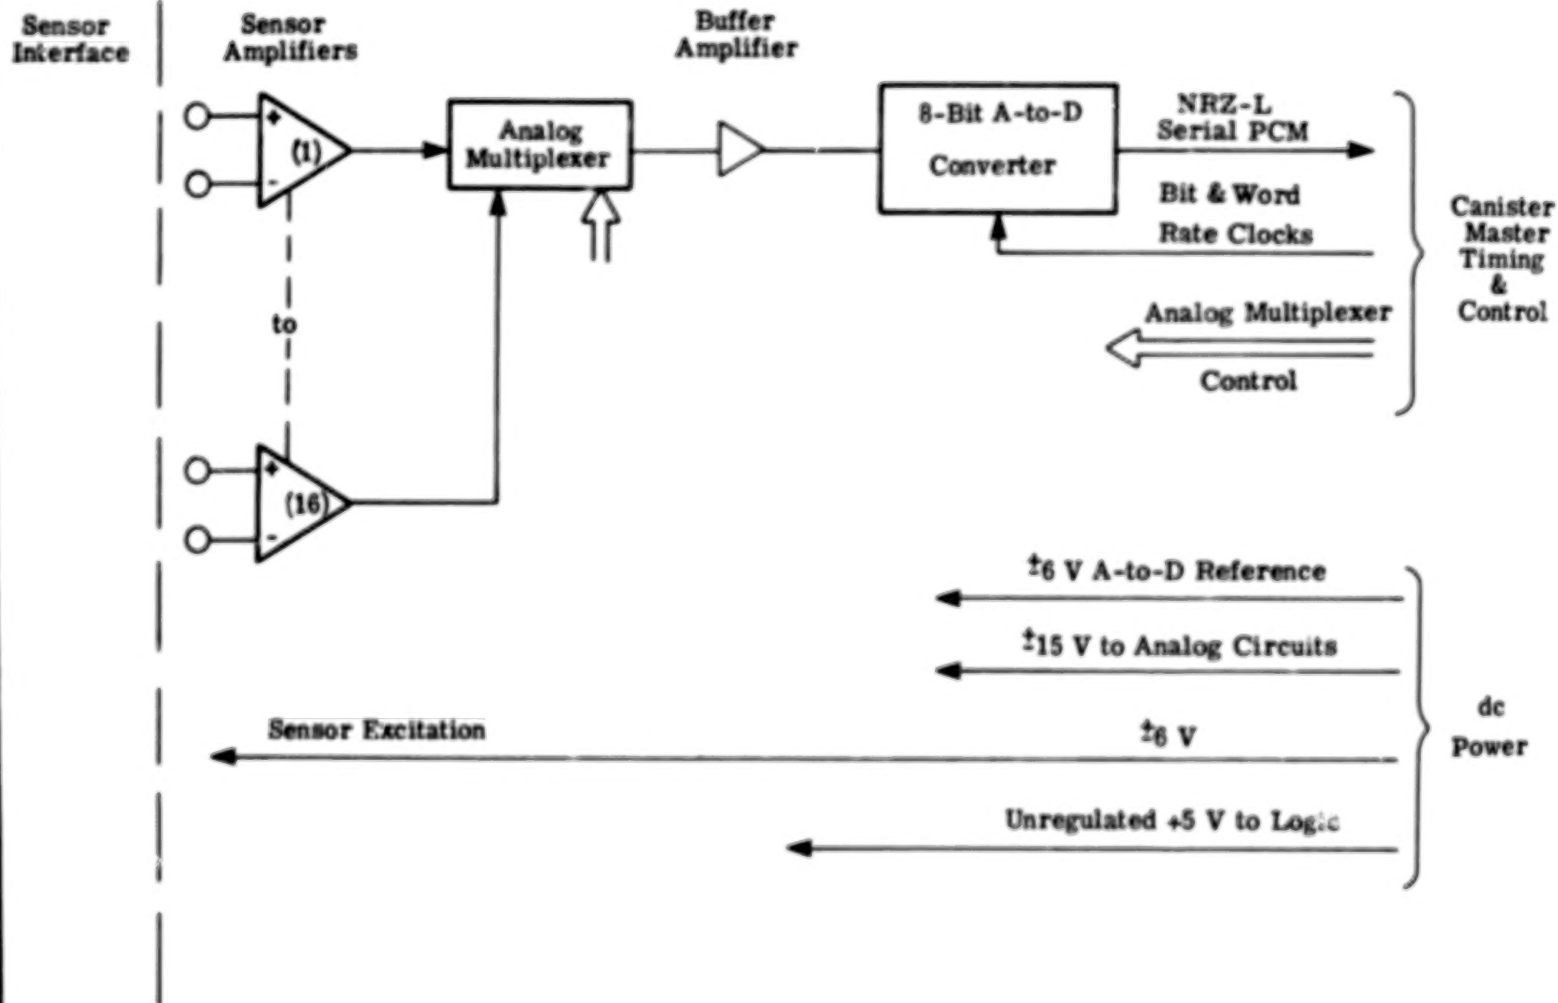 Sensor
Interface
Sensor
Amplifiers
Buffer
Amplifier
+
(1)
-
Analog
Multiplexer
8-Bit A-to-D
Converter
NRZ-L
Serial PCM
Bit & Word
Rate Clocks
Analog Multiplexer
Control
Canister
Master
Timing
&
Control
to
+
(16)
-
±6 V A-to-D Reference
±15 V to Analog Circuits
Sensor Excitation
±6 V
Unregulated +5 V to Logic
dc
Power